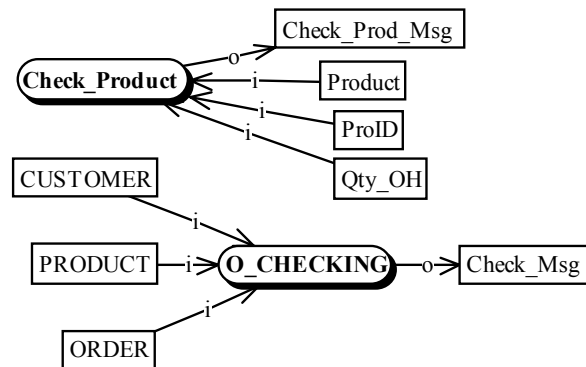 Check_Prod_Msg
o
Check_Product
i
Product
i
ProID
i
Qty_OH
CUSTOMER
i
PRODUCT
i
O_CHECKING
o
Check_Msg
i
ORDER